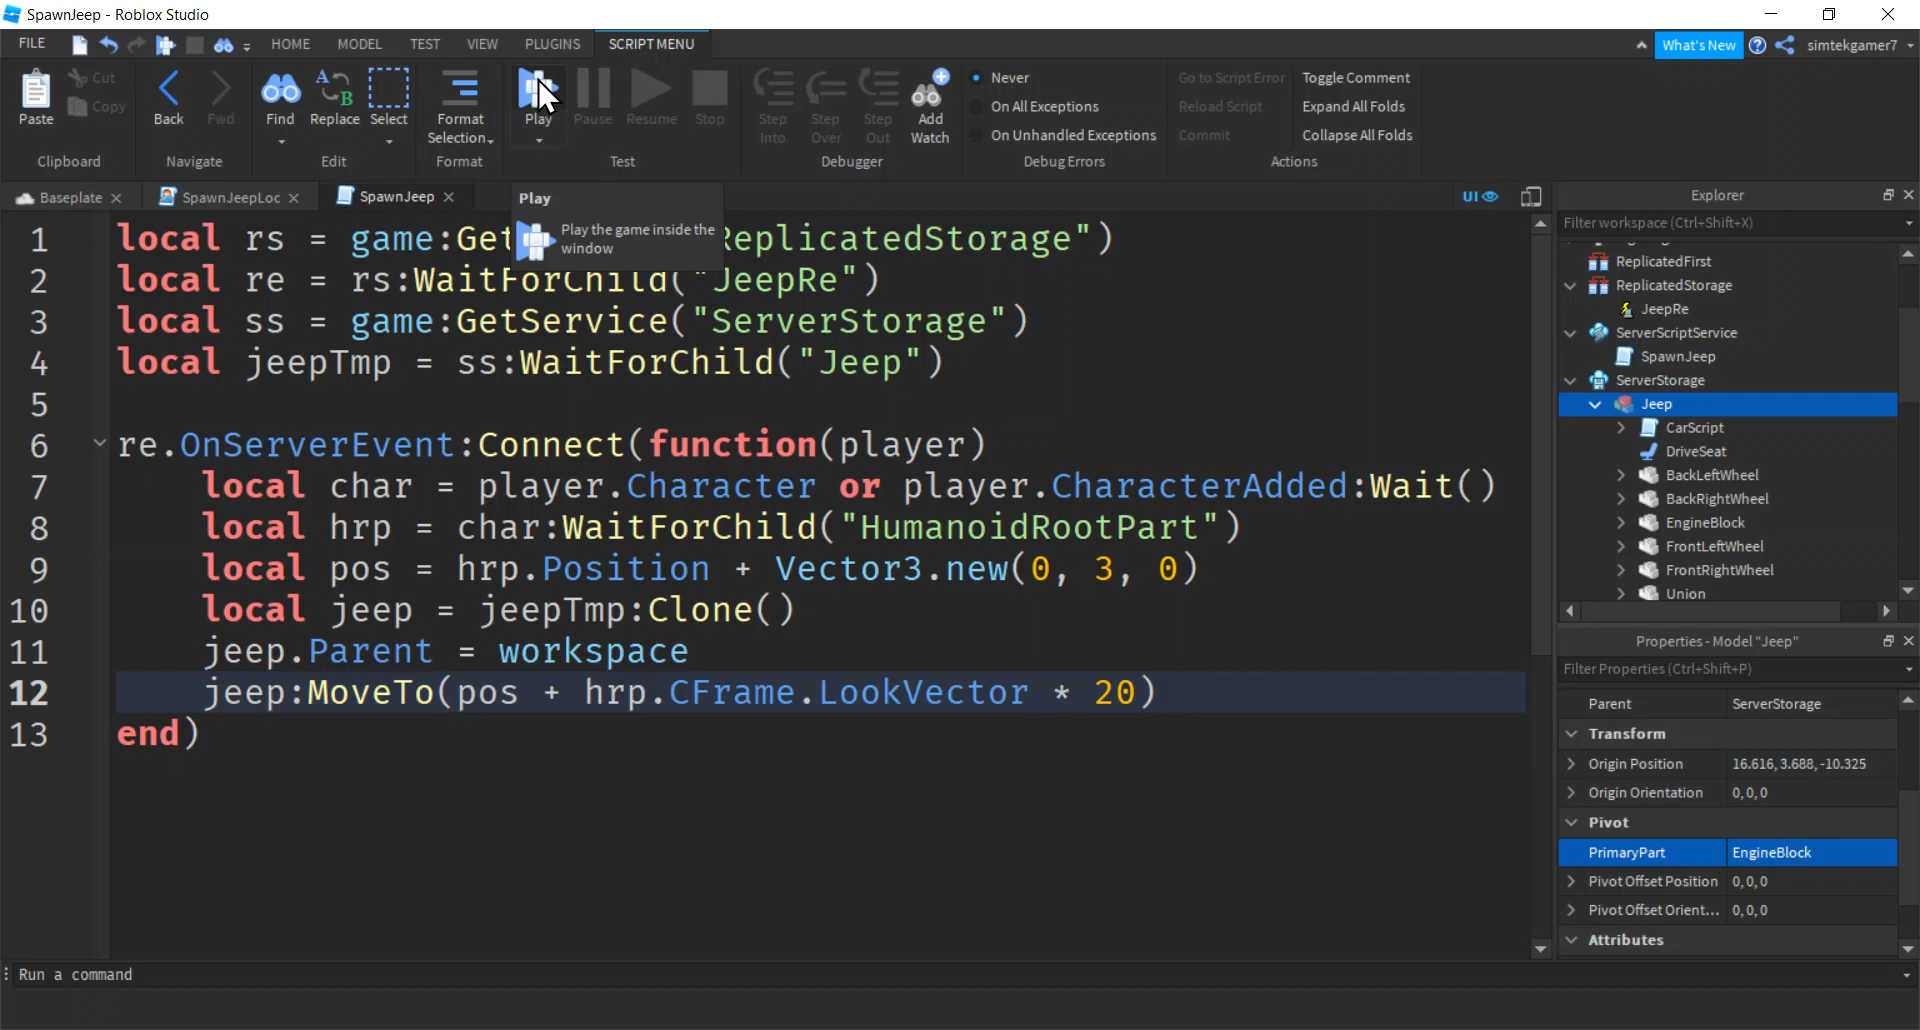 SpawnJeep - Roblox Studio
FILE HOME MODEL TEST VIEW PLUGINS SCRIPT MENU What's New simtekgamer7
Paste Cut Copy
Clipboard
Back Fwd
Navigate
Find Replace Select
Edit
Format Selection
Format
Play Pause Resume Stop
Test
Step Into Step Over Step Out Add Watch
Debugger
Never
On All Exceptions
On Unhandled Exceptions
Debug Errors
Go to Script Error
Reload Script
Commit
Toggle Comment
Expand All Folds
Collapse All Folds
Actions
Baseplate SpawnJeepLoc SpawnJeep UI
Play
Play the game inside the
window
1 local rs = game:Get ReplicatedStorage")
2 local re = rs:WaitForChild("JeepRe")
3 local ss = game:GetService("ServerStorage")
4 local jeepTmp = ss:WaitForChild("Jeep")
5
6 re.OnServerEvent:Connect(function(player)
7 local char = player.Character or player.CharacterAdded:Wait()
8 local hrp = char:WaitForChild("HumanoidRootPart")
9 local pos = hrp.Position + Vector3.new(0, 3, 0)
10 local jeep = jeepTmp:Clone()
11 jeep.Parent = workspace
12 jeep:MoveTo(pos + hrp.CFrame.LookVector * 20)
13 end)
Explorer
Filter workspace (Ctrl+Shift+X)
ReplicatedFirst
ReplicatedStorage
JeepRe
ServerScriptService
SpawnJeep
ServerStorage
Jeep
CarScript
DriveSeat
BackLeftWheel
BackRightWheel
EngineBlock
FrontLeftWheel
FrontRightWheel
Union
Properties - Model "Jeep"
Filter Properties (Ctrl+Shift+P)
Parent ServerStorage
Transform
Origin Position 16.616, 3.688, -10.325
Origin Orientation 0, 0, 0
Pivot
PrimaryPart EngineBlock
Pivot Offset Position 0, 0, 0
Pivot Offset Orient... 0, 0, 0
Attributes
Run a command